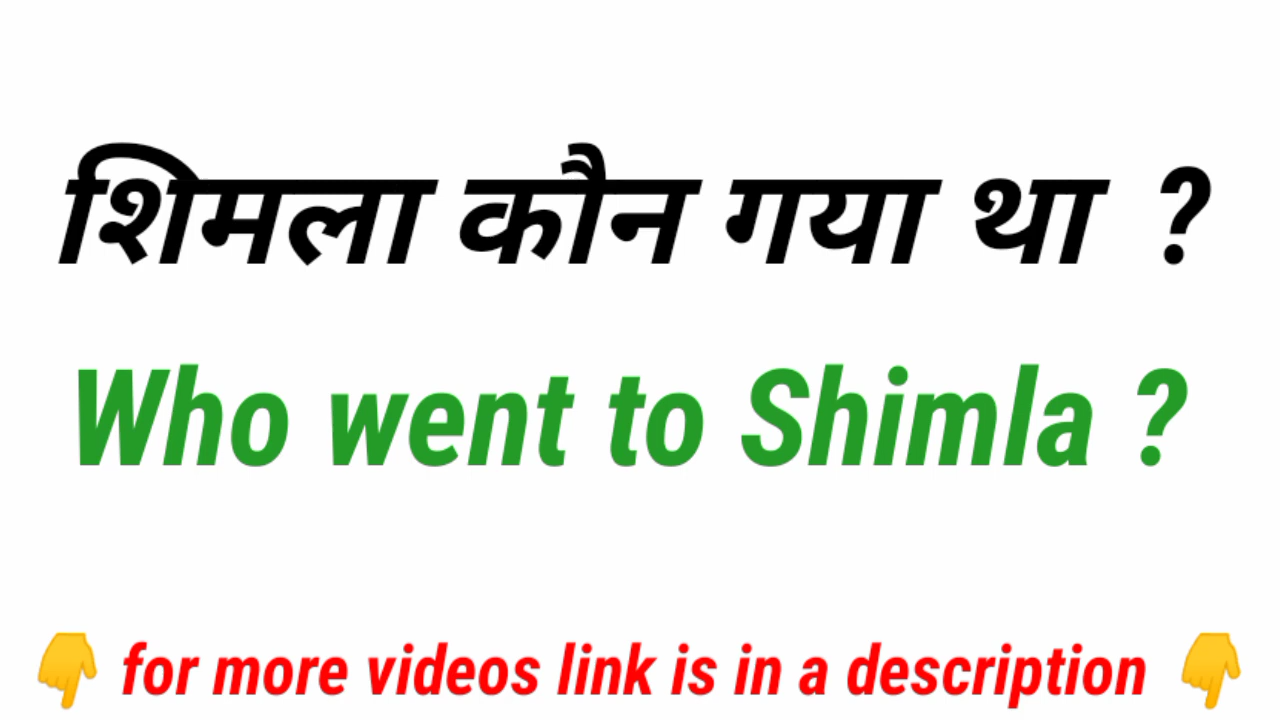 शिमला कौन गया था ?
Who went to Shimla ?
👇 for more videos link is in a description 👇